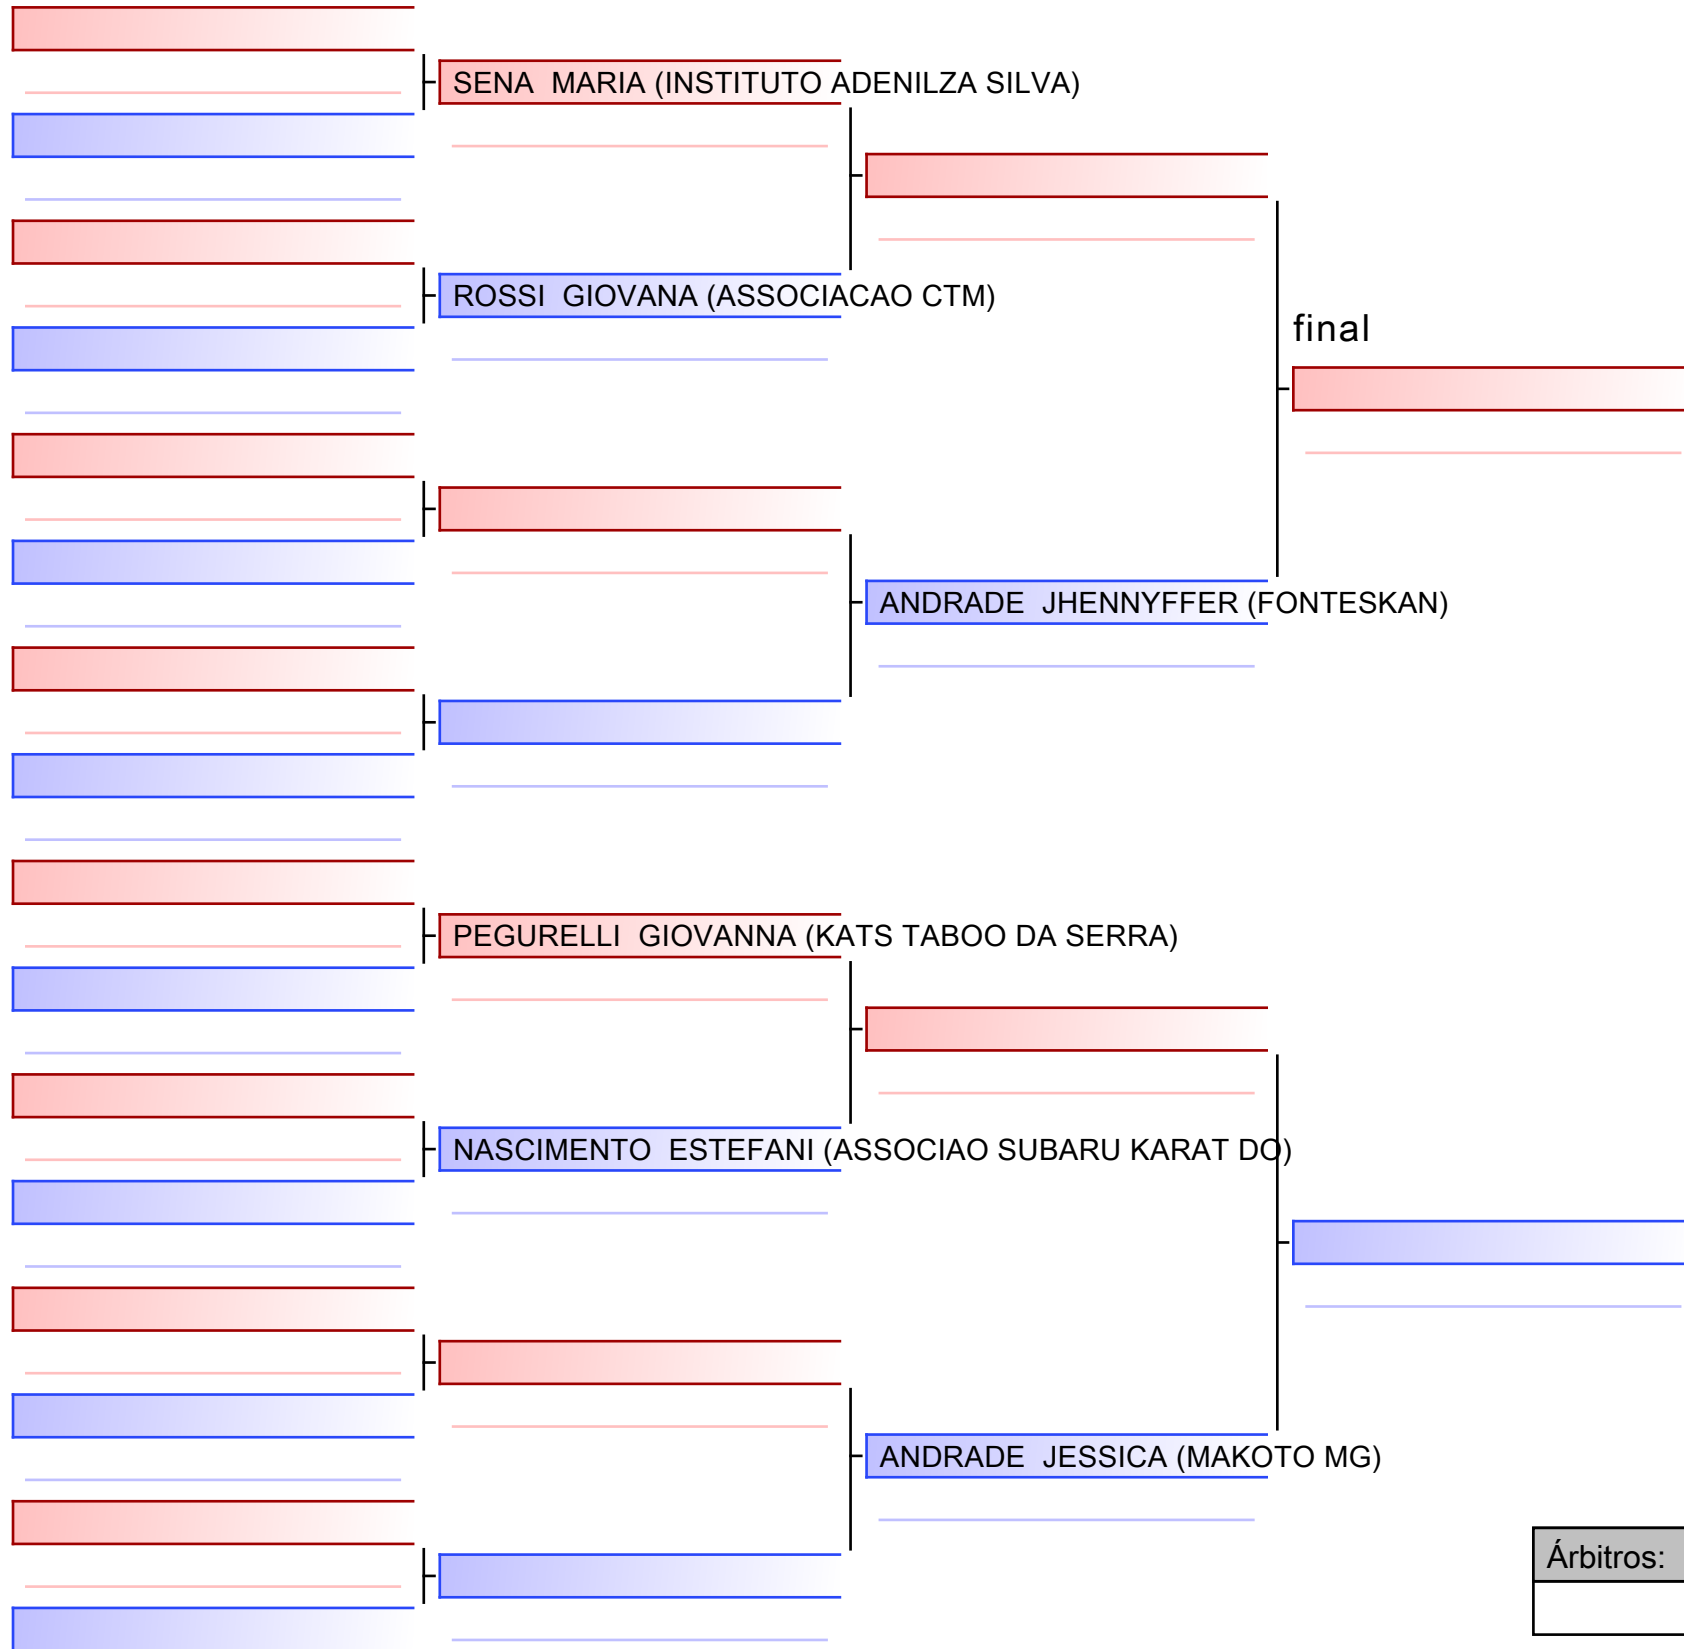 SENA  MARIA (INSTITUTO ADENILZA SILVA)
ROSSI  GIOVANA (ASSOCIACAO CTM)
final
ANDRADE  JHENNYFFER (FONTESKAN)
PEGURELLI  GIOVANNA (KATS TABOO DA SERRA)
NASCIMENTO  ESTEFANI (ASSOCIAO SUBARU KARAT DO)
ANDRADE  JESSICA (MAKOTO MG)
Árbitros: